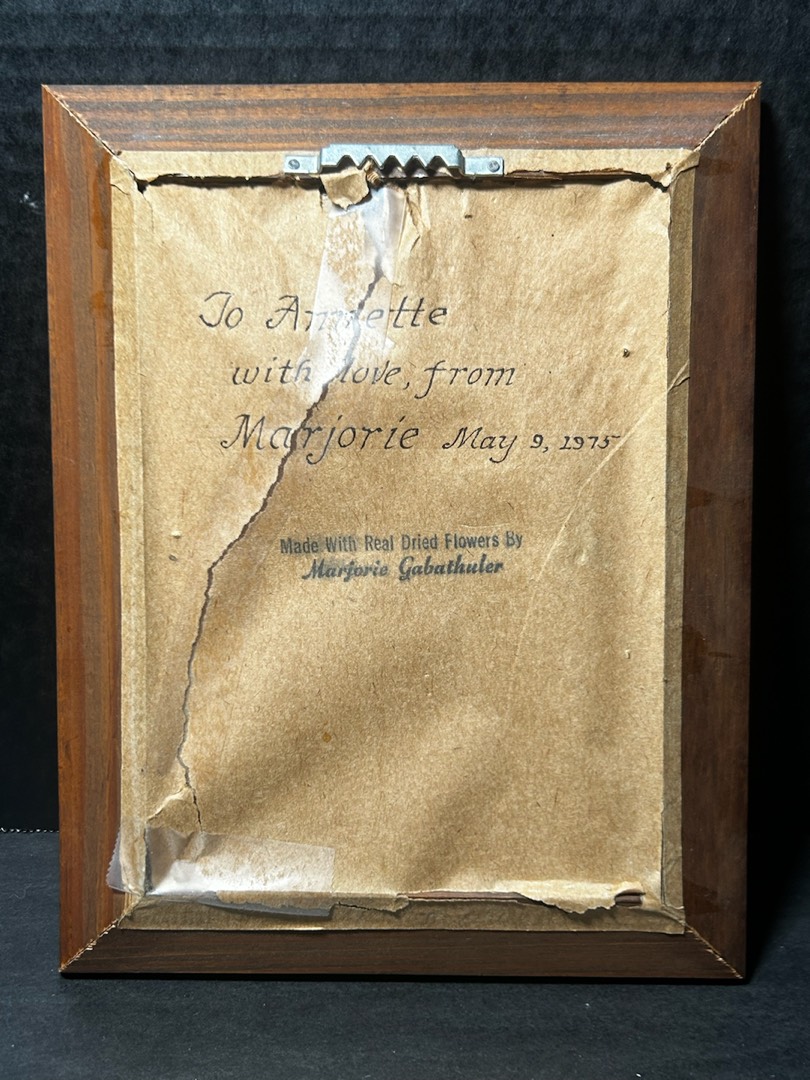 To Annette
with love, from
Marjorie May 9, 1975
Made With Real Dried Flowers By
Marjorie Gabathuler